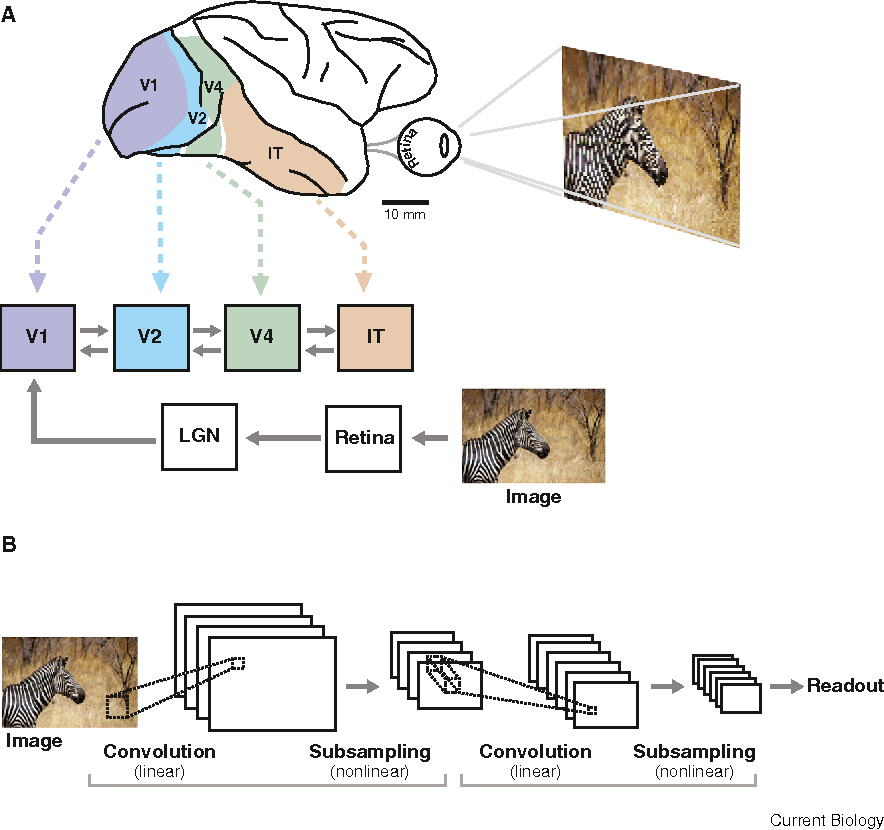 A
V1
V4
V2
IT
Retina
10 mm
V1
V2
V4
IT
LGN
Retina
Image
B
Image
Readout
Convolution
(linear)
Subsampling
(nonlinear)
Convolution
(linear)
Subsampling
(nonlinear)
Current Biology